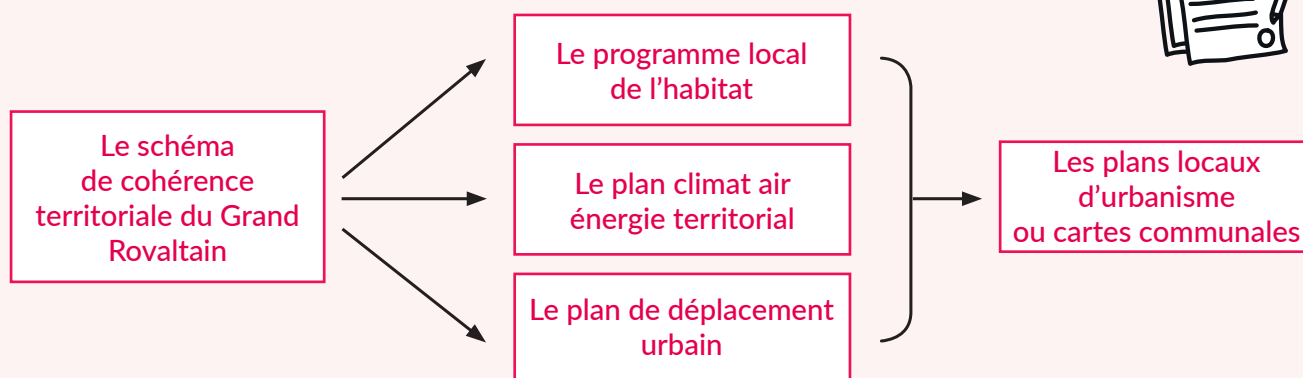 Le schéma
de cohérence
territoriale du Grand
Rovaltain
Le programme local
de l’habitat
Le plan climat air
énergie territorial
Le plan de déplacement
urbain
Les plans locaux
d’urbanisme
ou cartes communales